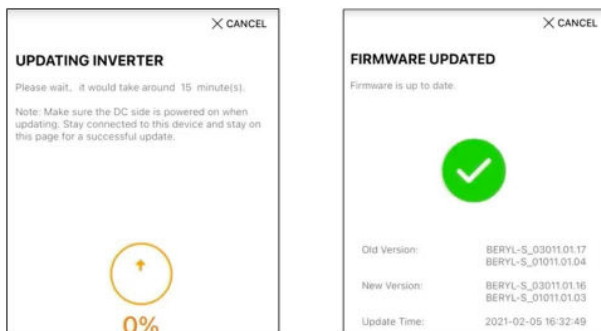 CANCEL
UPDATING INVERTER
Please wait, it would take around 15 minute(s).
Note: Make sure the DC side is powered on when
updating. Stay connected to this device and stay on
this page for a successful update.
0%
CANCEL
FIRMWARE UPDATED
Firmware is up to date.
Old Version: BERYL-S_03011.01.17
BERYL-S_01011.01.04
New Version: BERYL-S_03011.01.16
BERYL-S_01011.01.03
Update Time: 2021-02-05 16:32:49